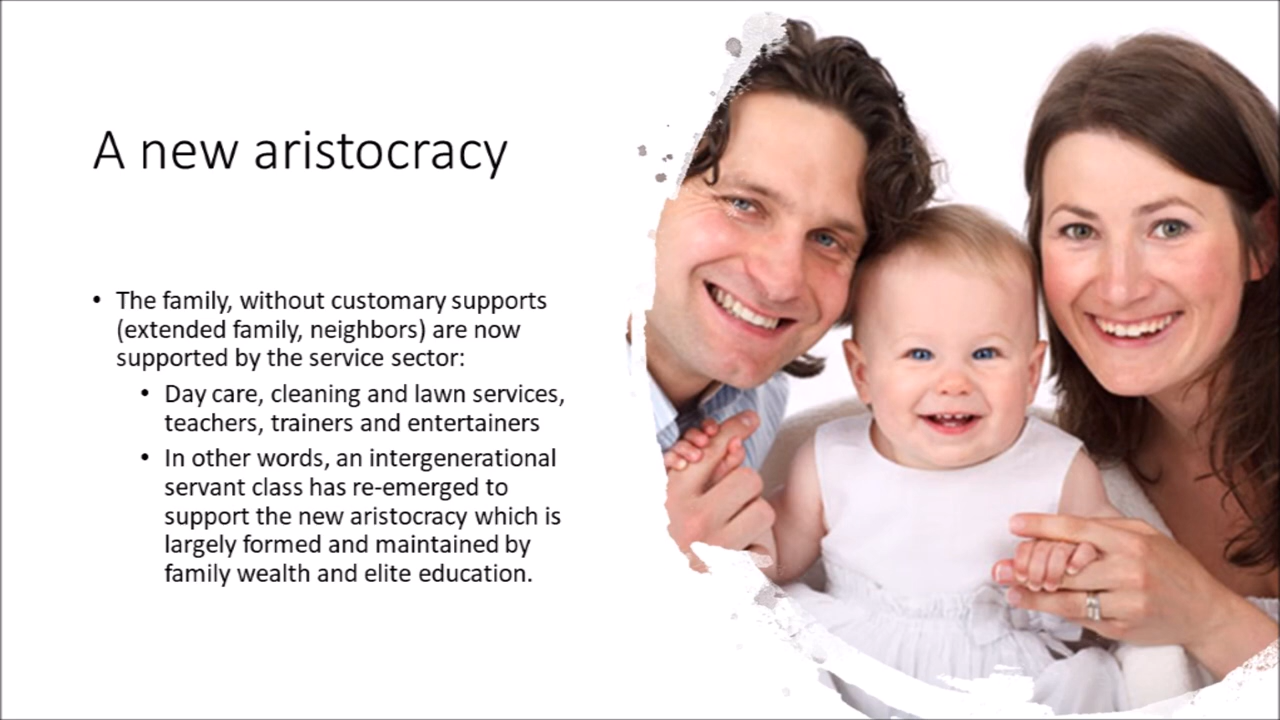 A new aristocracy
• The family, without customary supports
(extended family, neighbors) are now
supported by the service sector:
• Day care, cleaning and lawn services,
teachers, trainers and entertainers
• In other words, an intergenerational
servant class has re-emerged to
support the new aristocracy which is
largely formed and maintained by
family wealth and elite education.